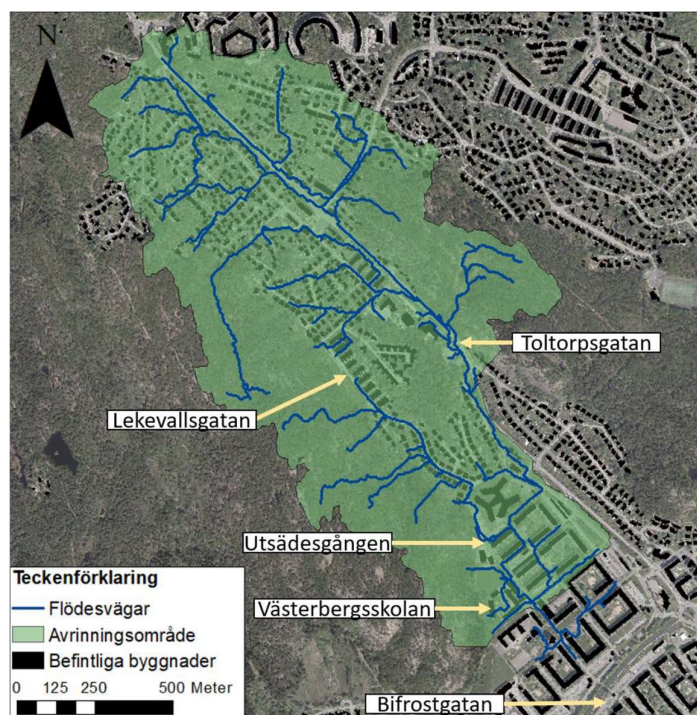 N
Toltorpsgatan
Lekevallsgatan
Utsädesgången
Västerbergsskolan
Bifrostgatan
Teckenförklaring
Flödesvägar
Avrinningsområde
Befintliga byggnader
0 125 250 500 Meter